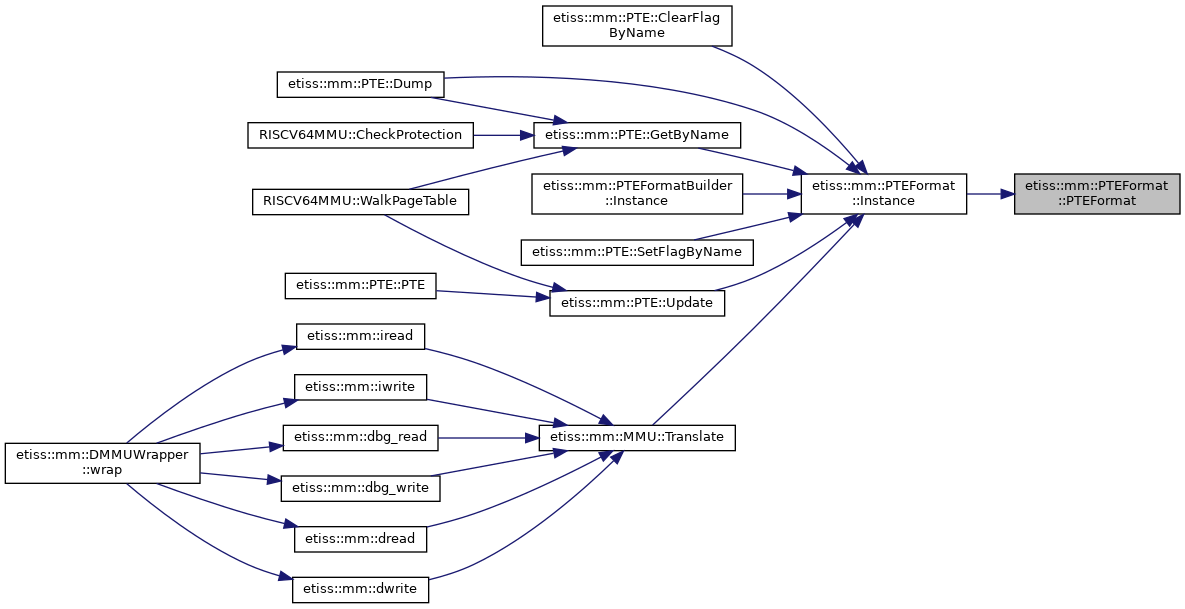 etiss::mm::PTE::ClearFlag
ByName
etiss::mm::PTE::Dump
RISCV64MMU::CheckProtection
etiss::mm::PTE::GetByName
etiss::mm::PTEFormatBuilder
::Instance
etiss::mm::PTEFormat
::Instance
etiss::mm::PTEFormat
::PTEFormat
RISCV64MMU::WalkPageTable
etiss::mm::PTE::SetFlagByName
etiss::mm::PTE::PTE
etiss::mm::PTE::Update
etiss::mm::iread
etiss::mm::iwrite
etiss::mm::dbg_read
etiss::mm::MMU::Translate
etiss::mm::DMMUWrapper
::wrap
etiss::mm::dbg_write
etiss::mm::dread
etiss::mm::dwrite